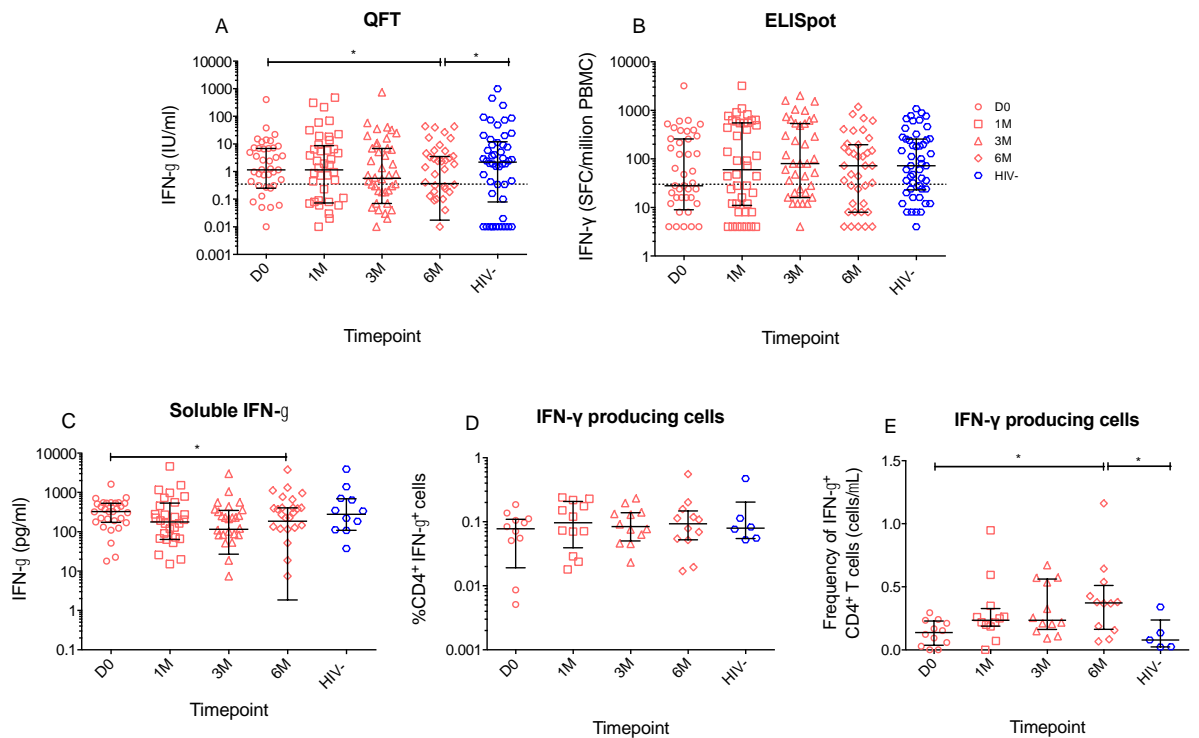 A
QFT
*
*
IFN-g (IU/ml)
10000
1000
100
10
1
0.1
0.01
0.001
D0
1M
3M
6M
HIV-
Timepoint
B
ELISpot
IFN-γ (SFC/million PBMC)
10000
1000
100
10
1
D0
1M
3M
6M
HIV-
Timepoint
D0
1M
3M
6M
HIV-
C
Soluble IFN-g
*
IFN-g (pg/ml)
10000
1000
100
10
1
0.1
D0
1M
3M
6M
HIV-
Timepoint
D
IFN-γ producing cells
%CD4⁺ IFN-g⁺ cells
1
0.1
0.01
0.001
D0
1M
3M
6M
HIV-
Timepoint
E
IFN-γ producing cells
*
*
Frequency of IFN-g⁺
CD4⁺ T cells (cells/mL)
1.5
1.0
0.5
0.0
D0
1M
3M
6M
HIV-
Timepoint